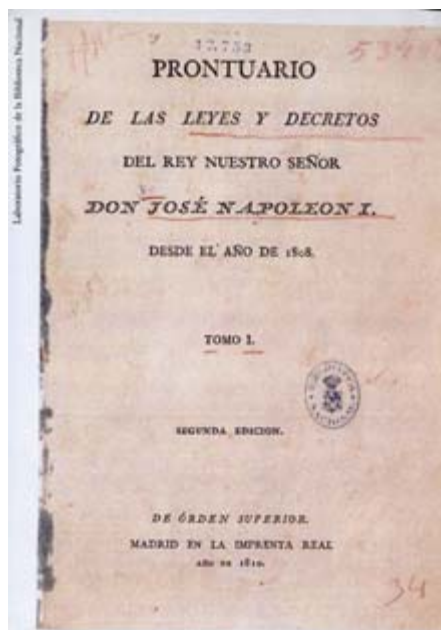 Laboratorio Fotográfico de la Biblioteca Nacional
17,753
PRONTUARIO
DE LAS LEYES Y DECRETOS
DEL REY NUESTRO SEÑOR
DON JOSÉ NAPOLEON I.
DESDE EL AÑO DE 1808.
TOMO I.
SEGUNDA EDICION.
DE ÓRDEN SUPERIOR.
MADRID EN LA IMPRENTA REAL
AÑO DE 1810.
34